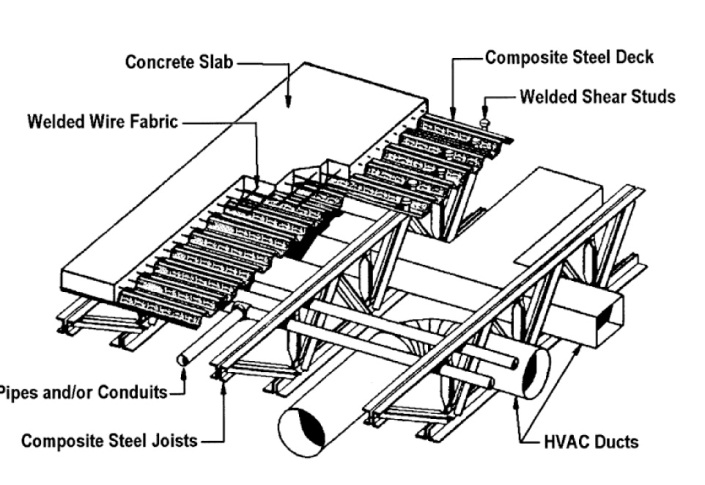 Concrete Slab
Composite Steel Deck
Welded Shear Studs
Welded Wire Fabric
Pipes and/or Conduits
Composite Steel Joists
HVAC Ducts